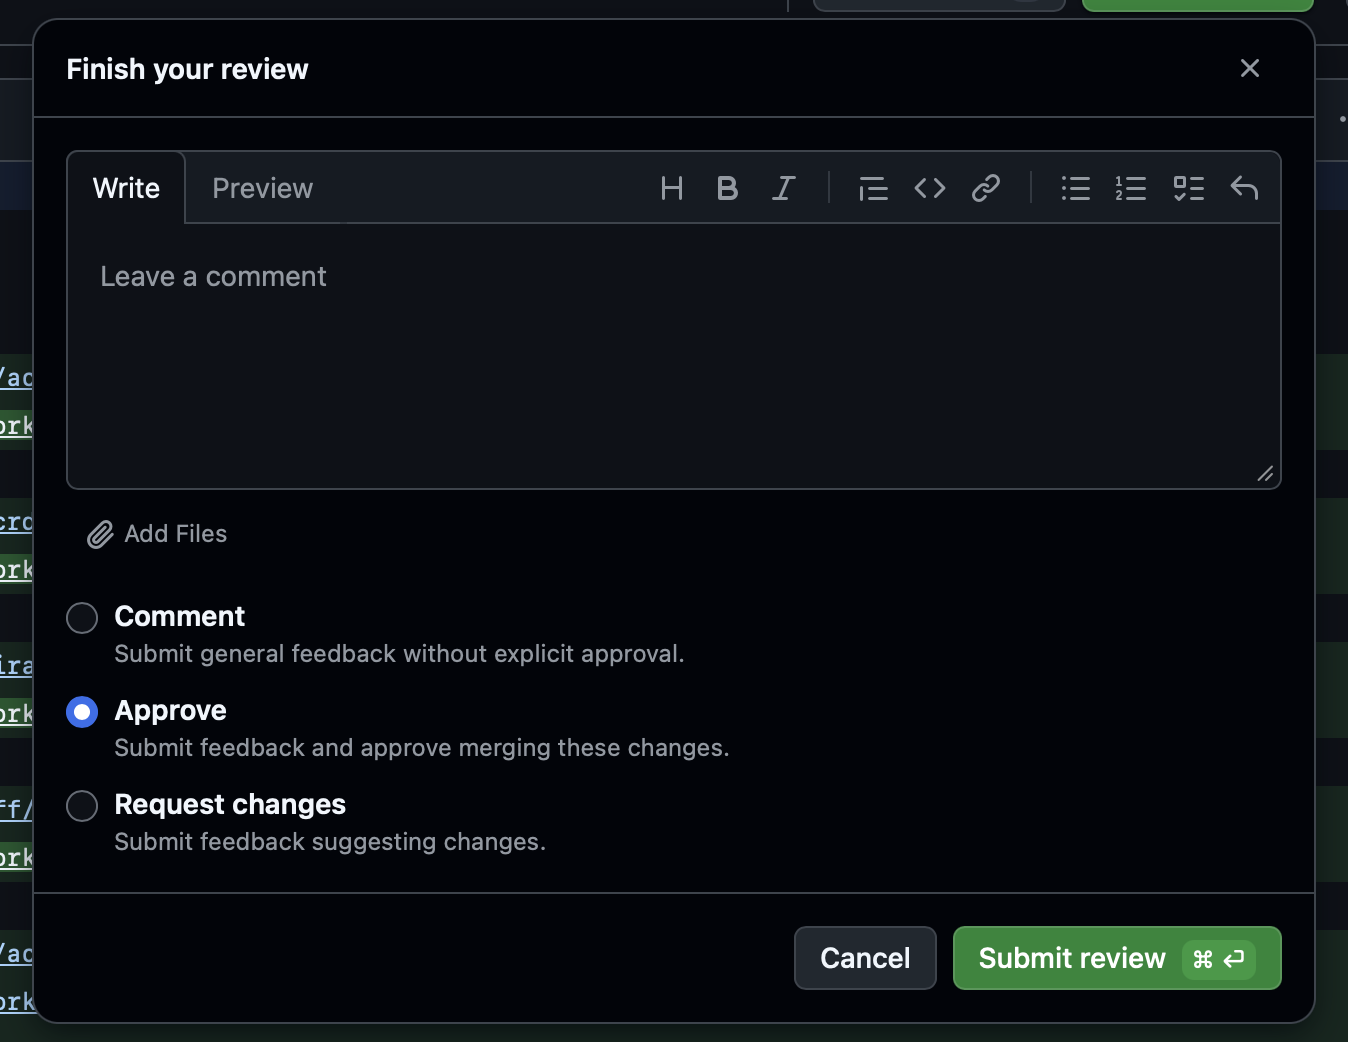 Finish your review
Write Preview
Leave a comment
Add Files
Comment
Submit general feedback without explicit approval.
Approve
Submit feedback and approve merging these changes.
Request changes
Submit feedback suggesting changes.
Cancel Submit review ⌘ ⏎